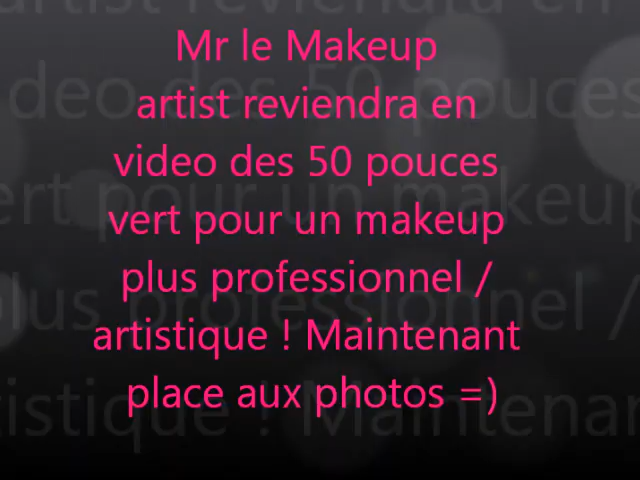 Mr le Makeup
artist reviendra en
video des 50 pouces
vert pour un makeup
plus professionnel /
artistique ! Maintenant
place aux photos =)